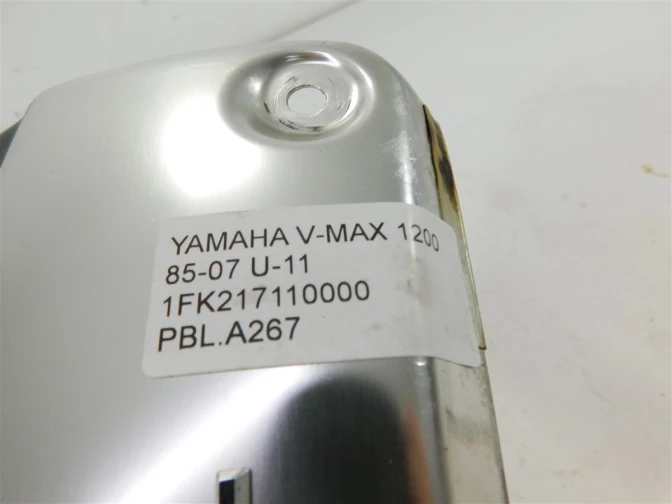 YAMAHA V-MAX 1200
85-07 U-11
1FK217110000
PBL.A267